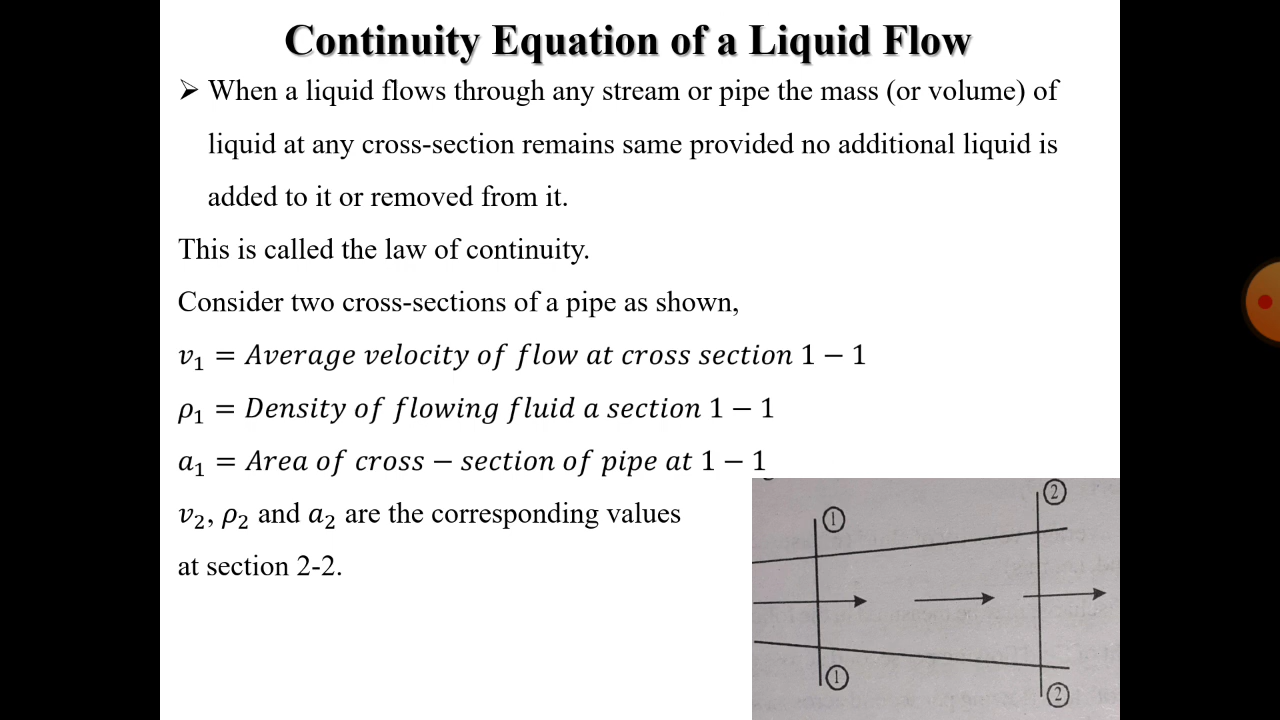 Continuity Equation of a Liquid Flow
➢ When a liquid flows through any stream or pipe the mass (or volume) of
liquid at any cross-section remains same provided no additional liquid is
added to it or removed from it.
This is called the law of continuity.
Consider two cross-sections of a pipe as shown,
𝑣₁ = Average velocity of flow at cross section 1 − 1
𝜌₁ = Density of flowing fluid a section 1 − 1
𝑎₁ = Area of cross − section of pipe at 1 − 1
𝑣₂, 𝜌₂ and 𝑎₂ are the corresponding values
at section 2-2.
①
②
①
②